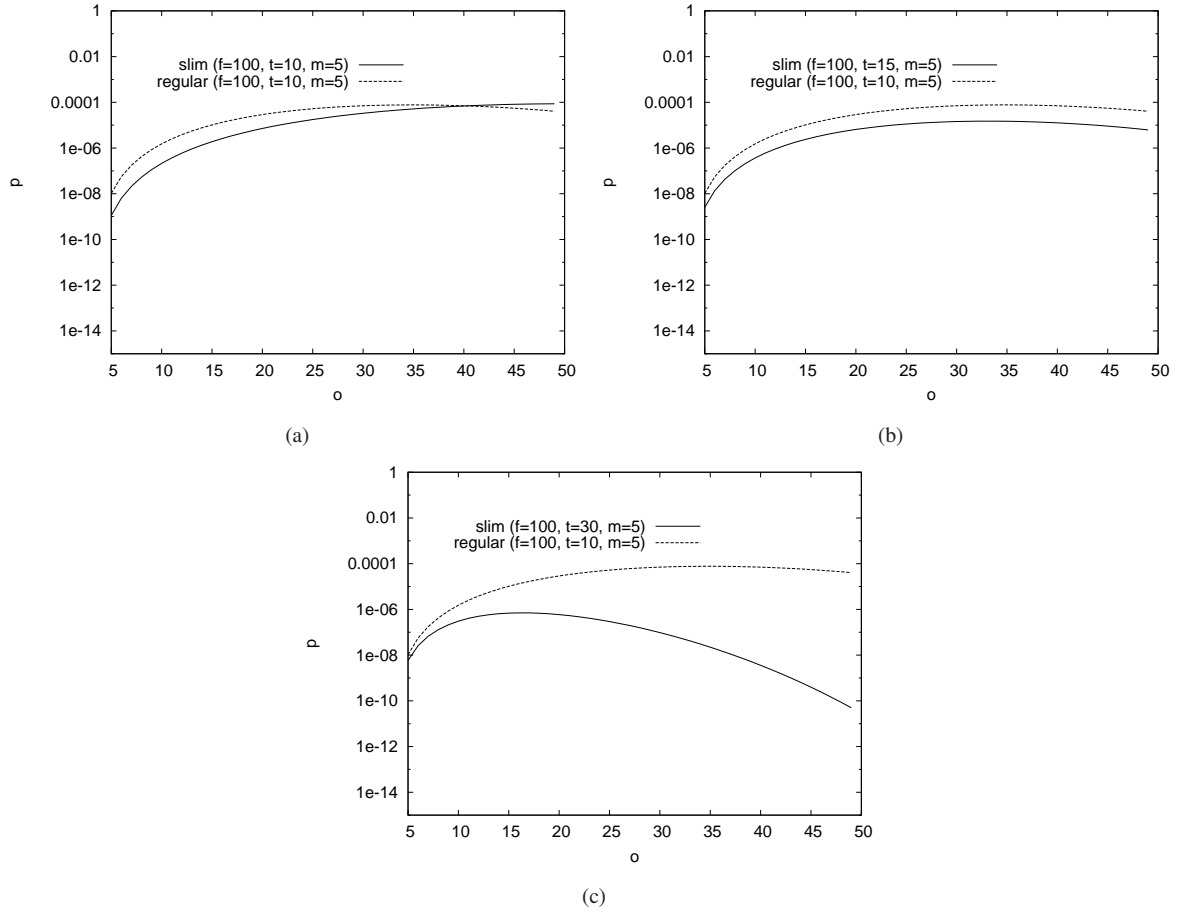 1
0.01
0.0001
1e-06
1e-08
1e-10
1e-12
1e-14
p
slim (f=100, t=10, m=5)
regular (f=100, t=10, m=5)
5 10 15 20 25 30 35 40 45 50
o
(a)
1
0.01
0.0001
1e-06
1e-08
1e-10
1e-12
1e-14
p
slim (f=100, t=15, m=5)
regular (f=100, t=10, m=5)
5 10 15 20 25 30 35 40 45 50
o
(b)
1
0.01
0.0001
1e-06
1e-08
1e-10
1e-12
1e-14
p
slim (f=100, t=30, m=5)
regular (f=100, t=10, m=5)
5 10 15 20 25 30 35 40 45 50
o
(c)